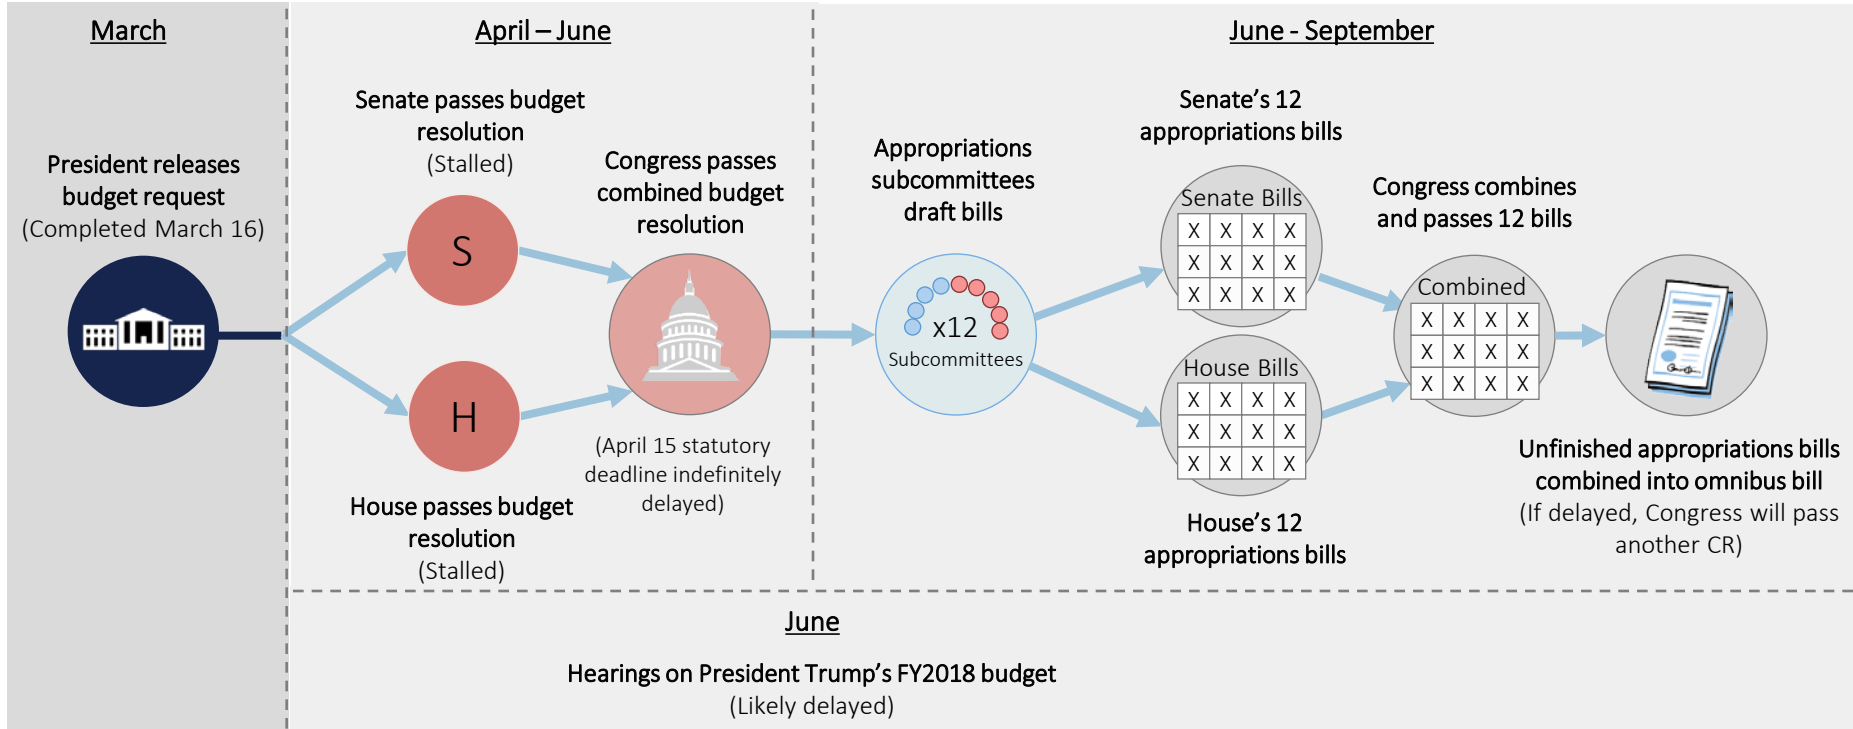 March
President releases
budget request
(Completed March 16)
April – June
Senate passes budget
resolution
(Stalled)
S
H
House passes budget
resolution
(Stalled)
Congress passes
combined budget
resolution
(April 15 statutory
deadline indefinitely
delayed)
June - September
Appropriations
subcommittees
draft bills
x12
Subcommittees
Senate’s 12
appropriations bills
Senate Bills
X X X X
X X X X
X X X X
House Bills
X X X X
X X X X
X X X X
House’s 12
appropriations bills
Congress combines
and passes 12 bills
Combined
X X X X
X X X X
X X X X
Unfinished appropriations bills
combined into omnibus bill
(If delayed, Congress will pass
another CR)
June
Hearings on President Trump’s FY2018 budget
(Likely delayed)